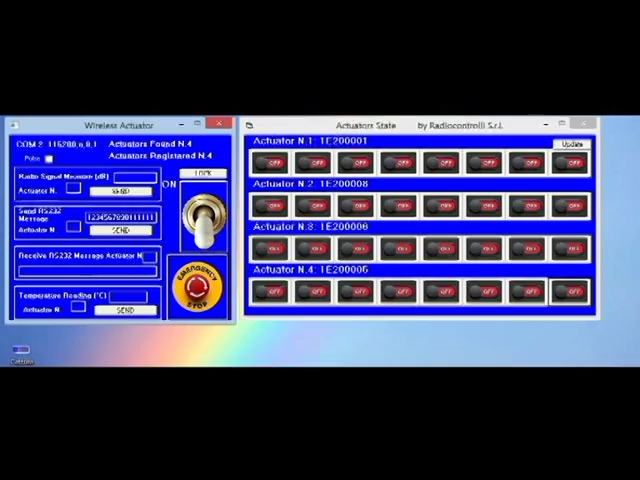 Wireless Actuator
COM 2: 115200,n,8,1
Actuators Found N.4
Pulse
Actuators Registered N.4
LOCK
Radio Signal Measure (dB)
Actuator N.
SEND
ON
Send RS232
Message
1234567890111111
Actuator N.
SEND
Receive RS232 Message Actuator N
EMERGENCY
STOP
Temperature Reading (°C)
Actuator N.
SEND
Actuators State by Radiocontrolli S.r.l.
Actuator N.1: 1E200001
Update
OFF OFF OFF OFF OFF OFF OFF OFF
Actuator N.2: 1E200008
OFF OFF OFF OFF OFF OFF OFF OFF
Actuator N.3: 1E200006
OFF OFF OFF OFF OFF OFF OFF OFF
Actuator N.4: 1E200005
OFF OFF OFF OFF OFF OFF OFF OFF